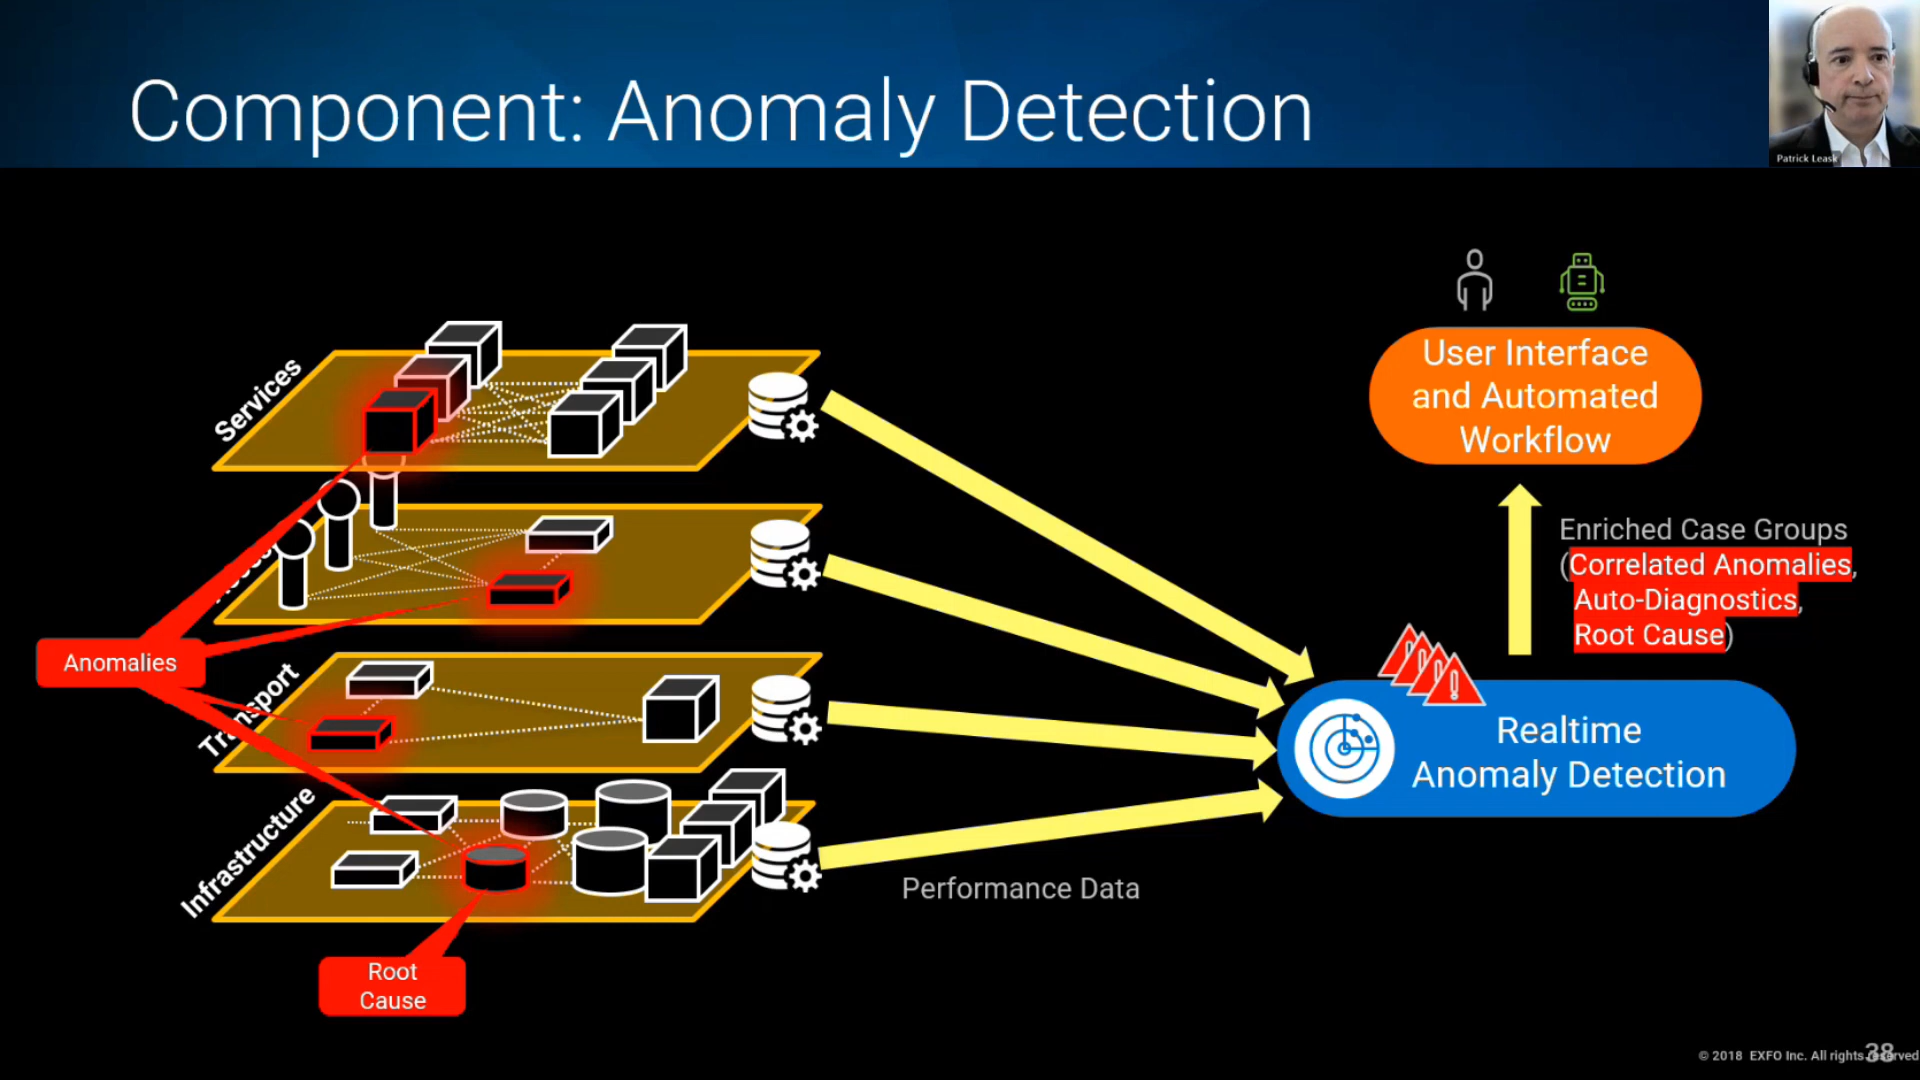 Component: Anomaly Detection
Patrick Leask
Services
User Interface
and Automated
Workflow
Enriched Case Groups
(Correlated Anomalies,
Auto-Diagnostics,
Root Cause)
Anomalies
Transport
Realtime
Anomaly Detection
Infrastructure
Performance Data
Root
Cause
© 2018 EXFO Inc. All rights reserved
38